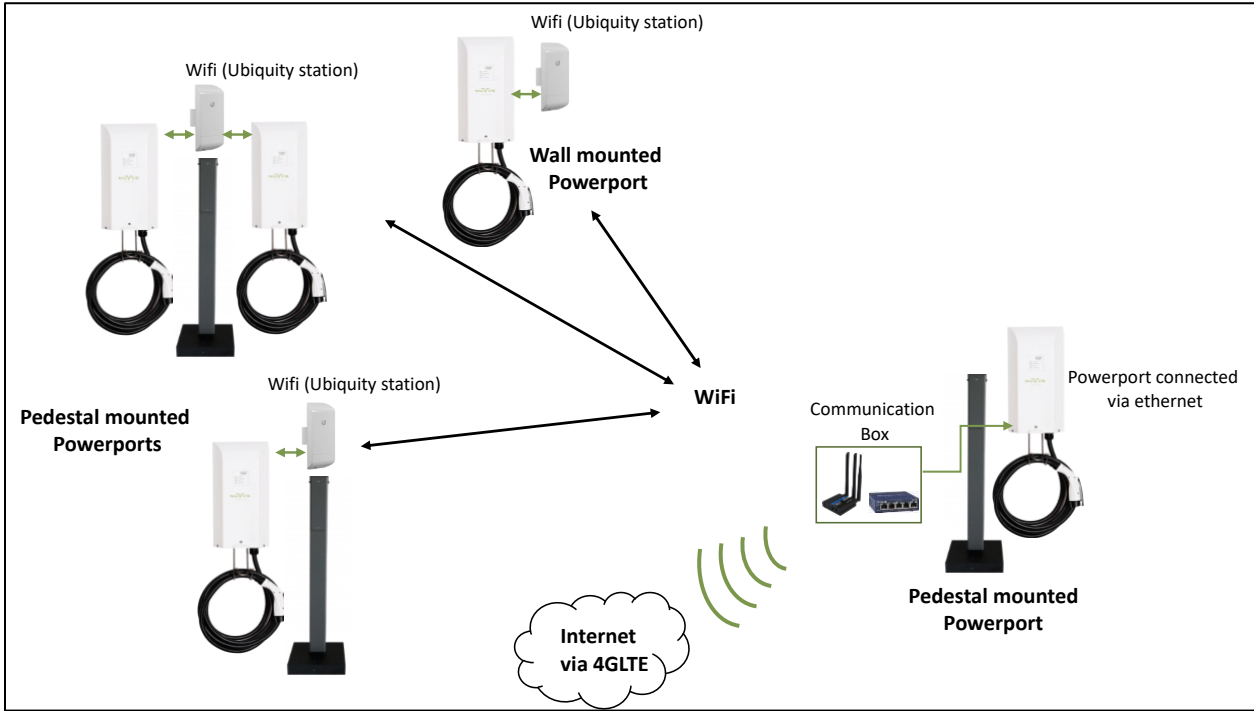 Wifi (Ubiquity station)
Wifi (Ubiquity station)
Wall mounted
Powerport
Wifi (Ubiquity station)
Pedestal mounted
Powerports
WiFi
Communication
Box
Powerport connected
via ethernet
Pedestal mounted
Powerport
Internet
via 4GLTE